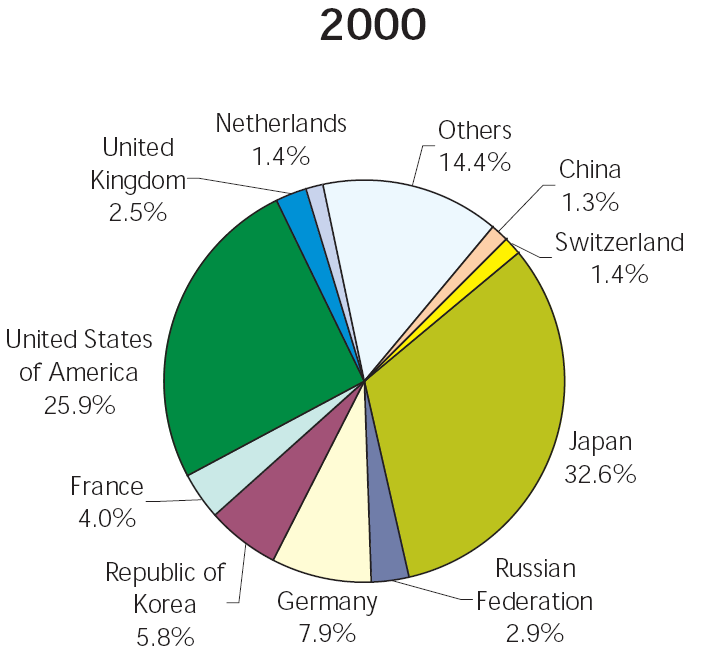 2000
Netherlands
1.4%
Others
14.4%
United
Kingdom
2.5%
China
1.3%
Switzerland
1.4%
United States
of America
25.9%
Japan
32.6%
France
4.0%
Republic of
Korea
5.8%
Germany
7.9%
Russian
Federation
2.9%